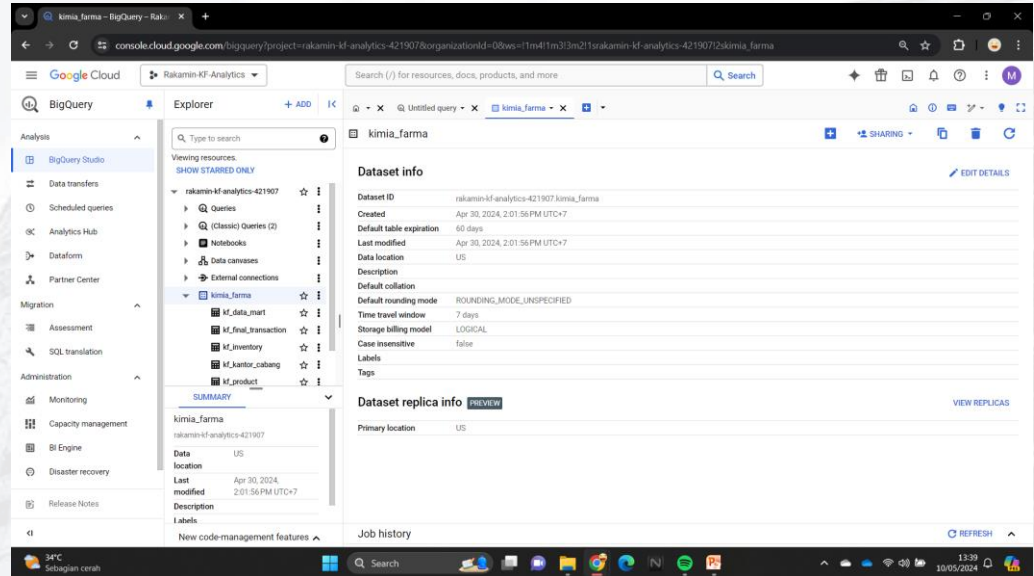 kimia_farma – BigQuery – Raka
console.cloud.google.com/bigquery?project=rakamin-kf-analytics-421907&organizationId=0&ws=!1m4!1m3!3m2!1srakamin-kf-analytics-421907!2skimia_farma
Google Cloud
Rakamin-KF-Analytics
Search (/) for resources, docs, products, and more
Search
M
BigQuery
Analysis
BigQuery Studio
Data transfers
Scheduled queries
Analytics Hub
Dataform
Partner Center
Migration
Assessment
SQL translation
Administration
Monitoring
Capacity management
BI Engine
Disaster recovery
Release Notes
Explorer
+ ADD
Type to search
Viewing resources.
SHOW STARRED ONLY
rakamin-kf-analytics-421907
Queries
(Classic) Queries (2)
Notebooks
Data canvases
External connections
kimia_farma
kf_data_mart
kf_final_transaction
kf_inventory
kf_kantor_cabang
kf_product
SUMMARY
kimia_farma
rakamin-kf-analytics-421907
Data location US
Last modified Apr 30, 2024, 2:01:56 PM UTC+7
Description
Labels
New code-management features
Untitled query
kimia_farma
kimia_farma
SHARING
Dataset info
EDIT DETAILS
Dataset ID rakamin-kf-analytics-421907.kimia_farma
Created Apr 30, 2024, 2:01:56 PM UTC+7
Default table expiration 60 days
Last modified Apr 30, 2024, 2:01:56 PM UTC+7
Data location US
Description
Default collation
Default rounding mode ROUNDING_MODE_UNSPECIFIED
Time travel window 7 days
Storage billing model LOGICAL
Case insensitive false
Labels
Tags
Dataset replica info PREVIEW
VIEW REPLICAS
Primary location US
Job history
REFRESH
34°C
Sebagian cerah
Search
13:39
10/05/2024